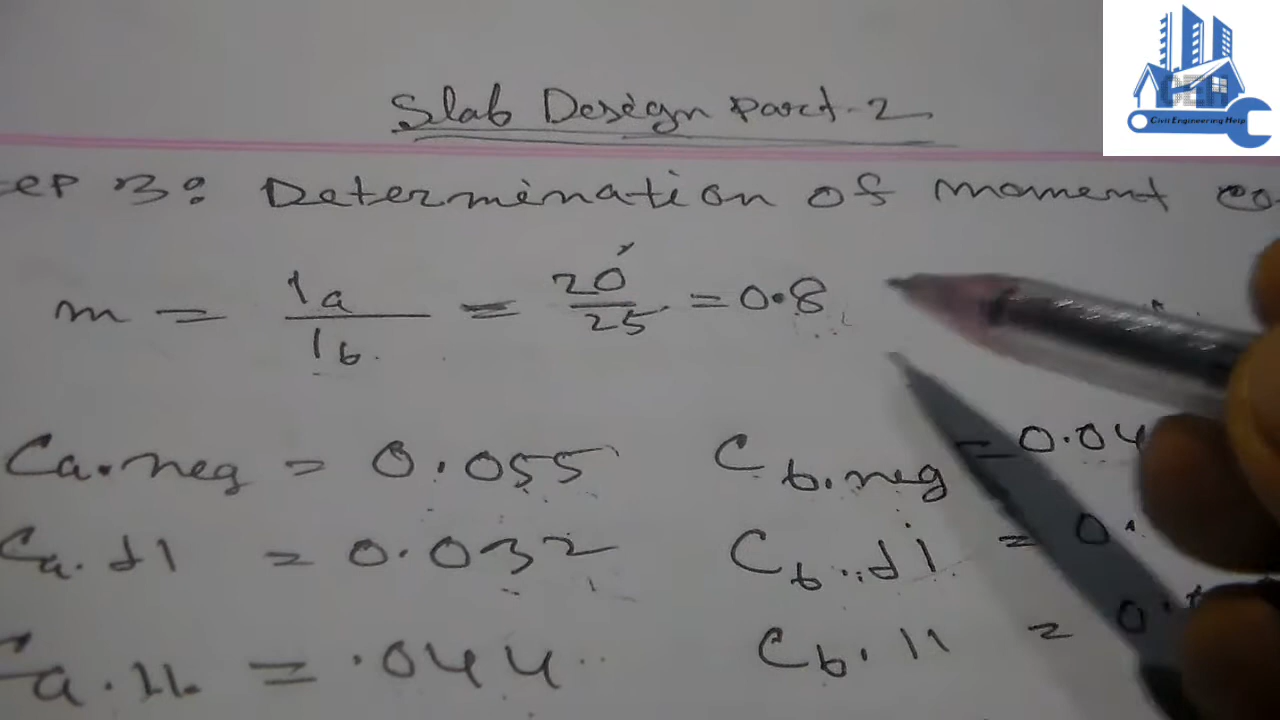 Slab Design Part-2
Civil Engineering Help
ep 3: Determination of moment co
m = la / lb = 20 / 25 = 0.8
Ca.neg = 0.055 Cb.neg = 0.04
Ca.dl = 0.032 Cb.dl = 0.
Ca.ll = .044 Cb.ll = 0.